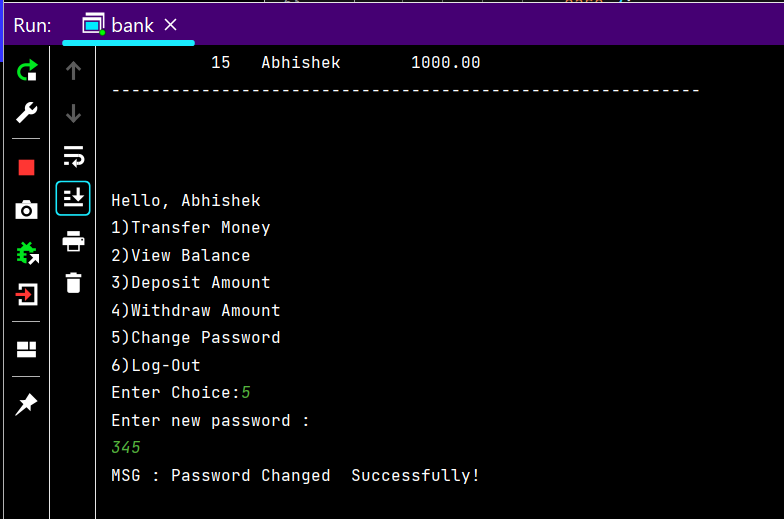 Run: bank
15 Abhishek 1000.00
-----------------------------------------------------------
Hello, Abhishek
1)Transfer Money
2)View Balance
3)Deposit Amount
4)Withdraw Amount
5)Change Password
6)Log-Out
Enter Choice:5
Enter new password :
345
MSG : Password Changed  Successfully!